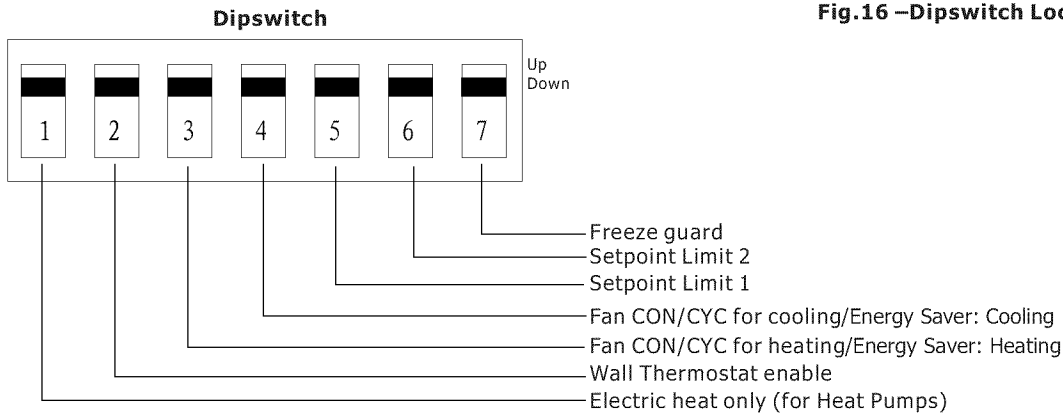 Dipswitch
Fig.16 –Dipswitch Loc
Up
Down
1 2 3 4 5 6 7
Freeze guard
Setpoint Limit 2
Setpoint Limit 1
Fan CON/CYC for cooling/Energy Saver: Cooling
Fan CON/CYC for heating/Energy Saver: Heating
Wall Thermostat enable
Electric heat only (for Heat Pumps)